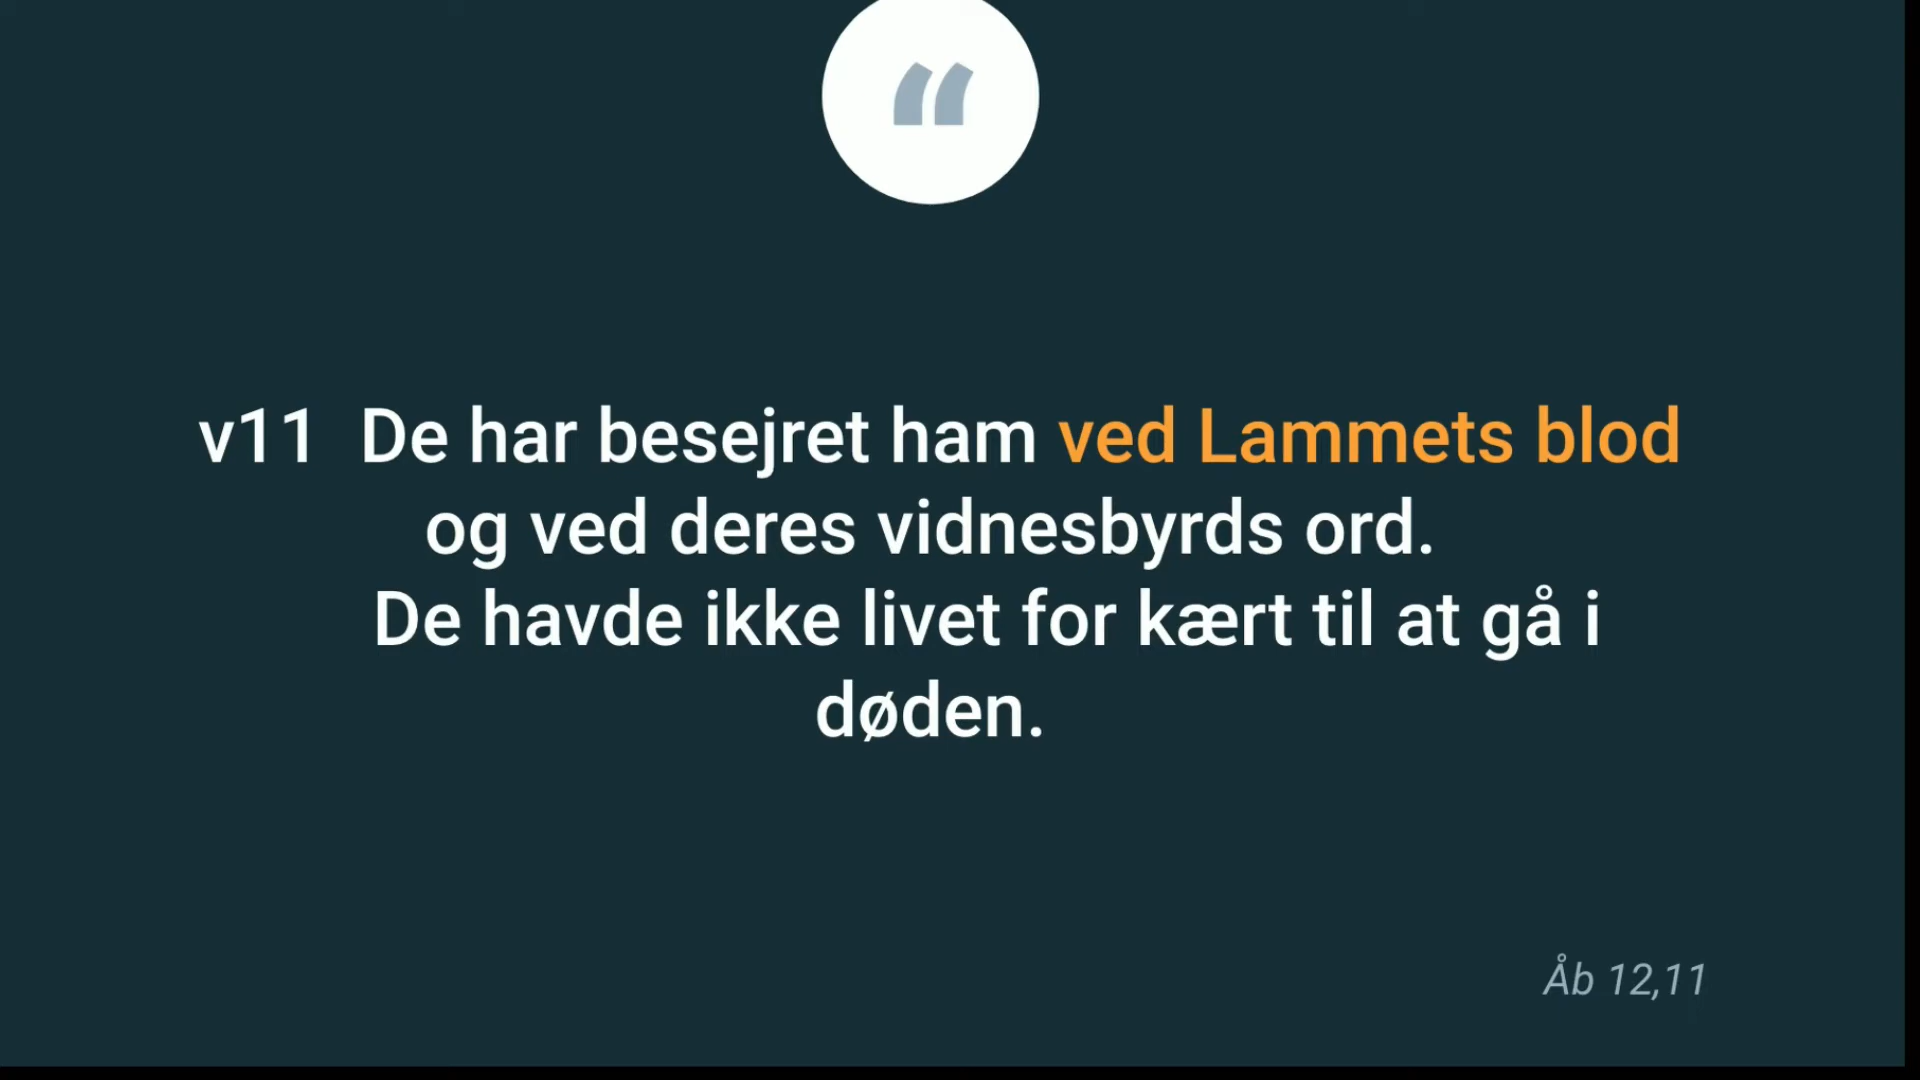 “
v11 De har besejret ham ved Lammets blod
og ved deres vidnesbyrds ord.
De havde ikke livet for kært til at gå i
døden.
Åb 12,11